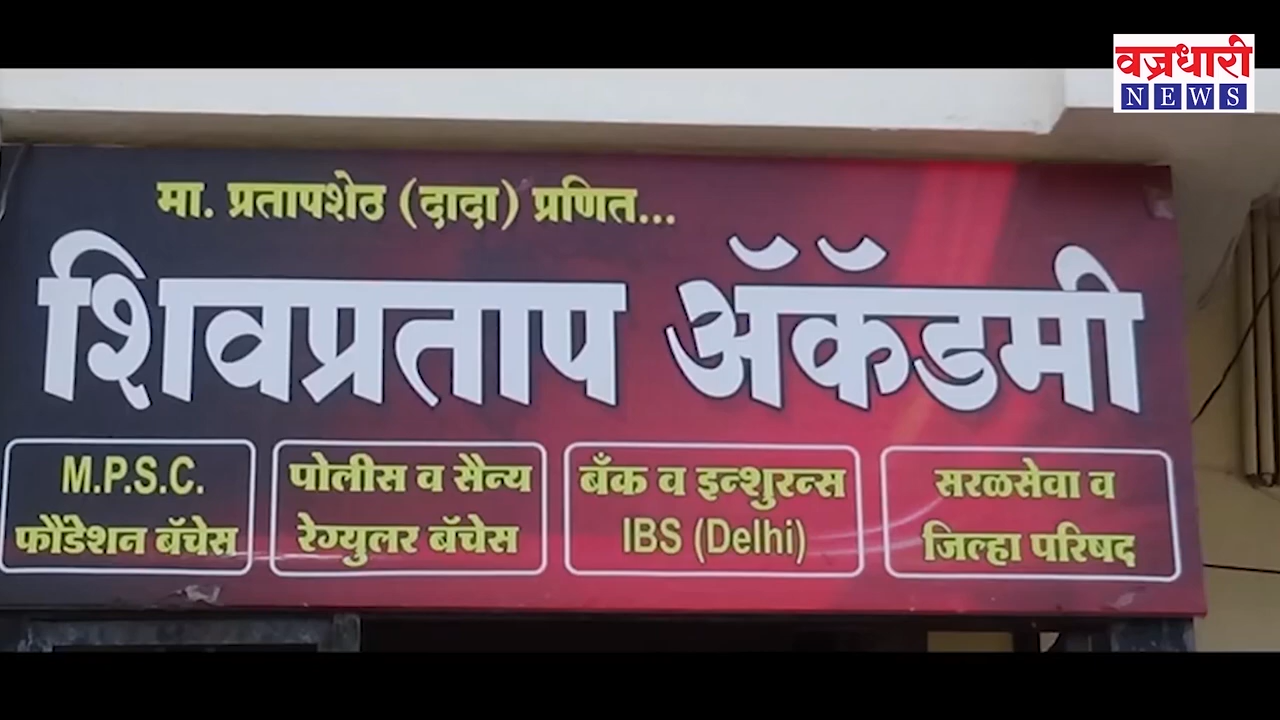 वज्रधारी
NEWS
मा. प्रतापशेठ (दादा) प्रणित...
शिवप्रताप ॲकॅडमी
M.P.S.C.
फौंडेशन बॅचेस
पोलीस व सैन्य
रेग्युलर बॅचेस
बँक व इन्शुरन्स
IBS (Delhi)
सरळसेवा व
जिल्हा परिषद